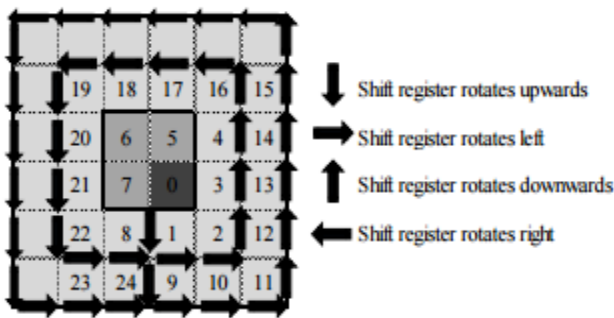 19 18 17 16 15 Shift register rotates upwards
20 6 5 4 14 Shift register rotates left
21 7 0 3 13 Shift register rotates downwards
22 8 1 2 12 Shift register rotates right
23 24 9 10 11